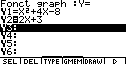 Fonct graph :Y=
Y1=X²+4X-8
Y2=2X+3
Y3:
Y4:
Y5:
Y6:
SEL DEL TYPE GMEM DRAW ▷